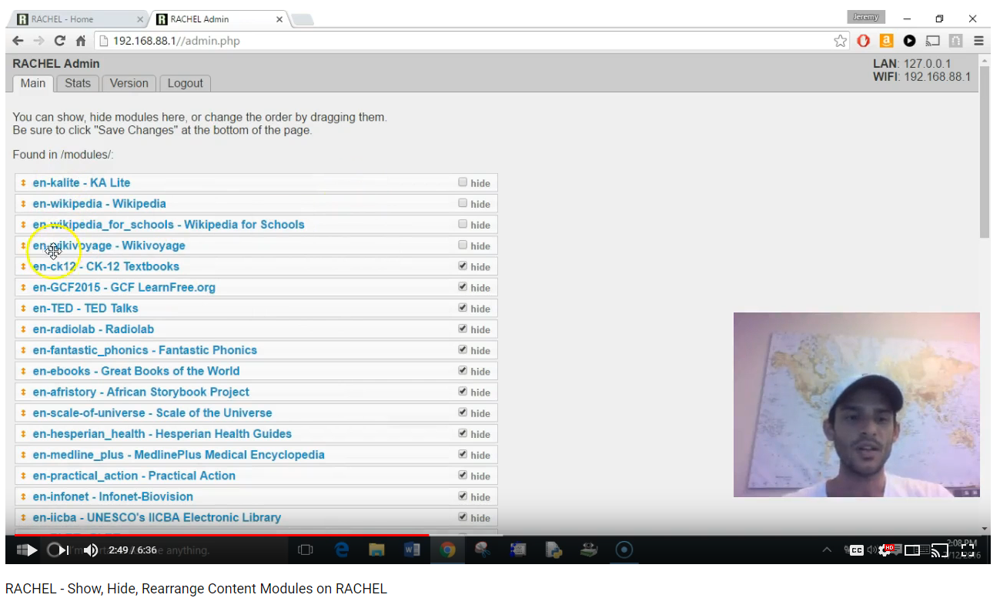 RACHEL - Home
RACHEL Admin
Jeremy
192.168.88.1//admin.php
RACHEL Admin
LAN: 127.0.0.1
WIFI: 192.168.88.1
Main Stats Version Logout
You can show, hide modules here, or change the order by dragging them.
Be sure to click "Save Changes" at the bottom of the page.
Found in /modules/:
en-kalite - KA Lite hide
en-wikipedia - Wikipedia hide
en-wikipedia_for_schools - Wikipedia for Schools hide
en-wikivoyage - Wikivoyage hide
en-ck12 - CK-12 Textbooks hide
en-GCF2015 - GCF LearnFree.org hide
en-TED - TED Talks hide
en-radiolab - Radiolab hide
en-fantastic_phonics - Fantastic Phonics hide
en-ebooks - Great Books of the World hide
en-afristory - African Storybook Project hide
en-scale-of-universe - Scale of the Universe hide
en-hesperian_health - Hesperian Health Guides hide
en-medline_plus - MedlinePlus Medical Encyclopedia hide
en-practical_action - Practical Action hide
en-infonet - Infonet-Biovision hide
en-iicba - UNESCO's IICBA Electronic Library hide
2:49 / 6:36
anything.
CC
HD
2:08 PM
RACHEL - Show, Hide, Rearrange Content Modules on RACHEL